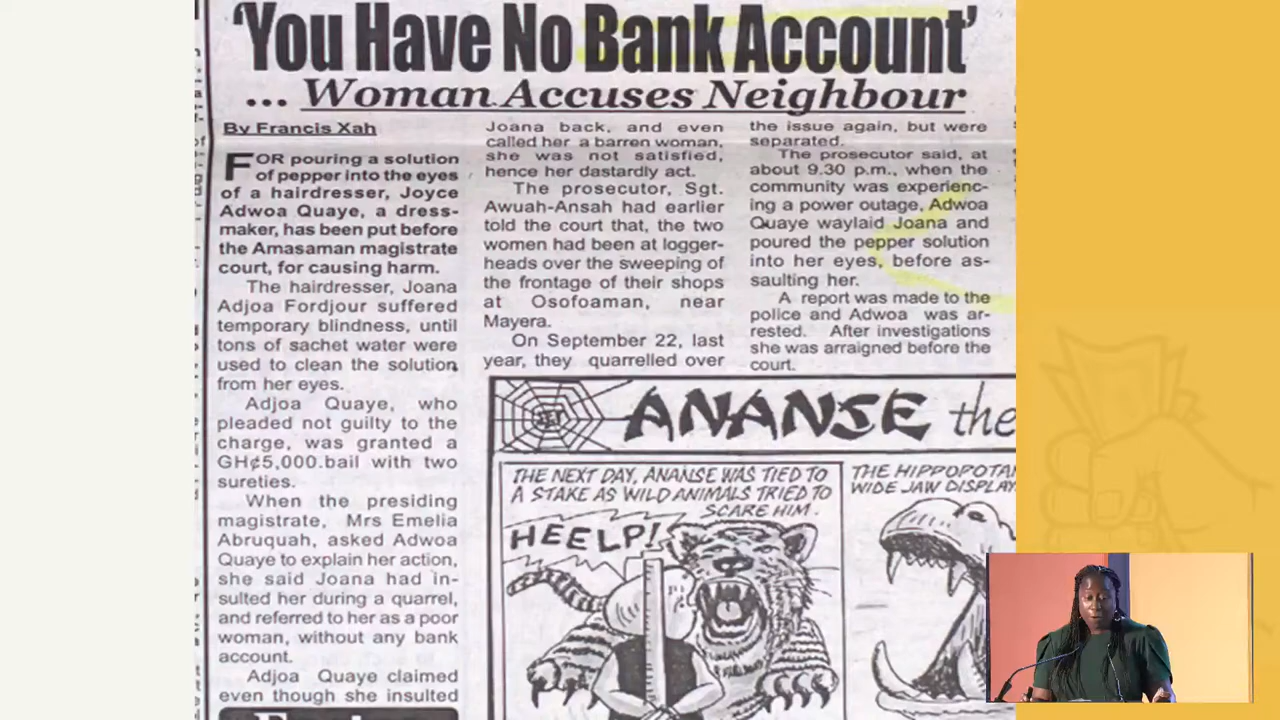 ‘You Have No Bank Account’
... Woman Accuses Neighbour
By Francis Xah
FOR pouring a solution
of pepper into the eyes
of a hairdresser, Joyce
Adwoa Quaye, a dress-
maker, has been put before
the Amasaman magistrate
court, for causing harm.
The hairdresser, Joana
Adjoa Fordjour suffered
temporary blindness, until
tons of sachet water were
used to clean the solution
from her eyes.
Adjoa Quaye, who
pleaded not guilty to the
charge, was granted a
GH¢5,000.bail with two
sureties.
When the presiding
magistrate, Mrs Emelia
Abruquah, asked Adwoa
Quaye to explain her action,
she said Joana had in-
sulted her during a quarrel,
and referred to her as a poor
woman, without any bank
account.
Adjoa Quaye claimed
even though she insulted
Joana back, and even
called her a barren woman,
she was not satisfied,
hence her dastardly act.
The prosecutor, Sgt.
Awuah-Ansah had earlier
told the court that, the two
women had been at logger-
heads over the sweeping of
the frontage of their shops
at Osofoaman, near
Mayera.
On September 22, last
year, they quarrelled over
the issue again, but were
separated.
The prosecutor said, at
about 9.30 p.m., when the
community was experienc-
ing a power outage, Adwoa
Quaye waylaid Joana and
poured the pepper solution
into her eyes, before as-
saulting her.
A report was made to the
police and Adwoa was ar-
rested. After investigations
she was arraigned before the
court.
ANANSE the
THE NEXT DAY, ANANSE WAS TIED TO
A STAKE AS WILD ANIMALS TRIED TO
SCARE HIM.
HEELP!
THE HIPPOPOTAM
WIDE JAW DISPLAY